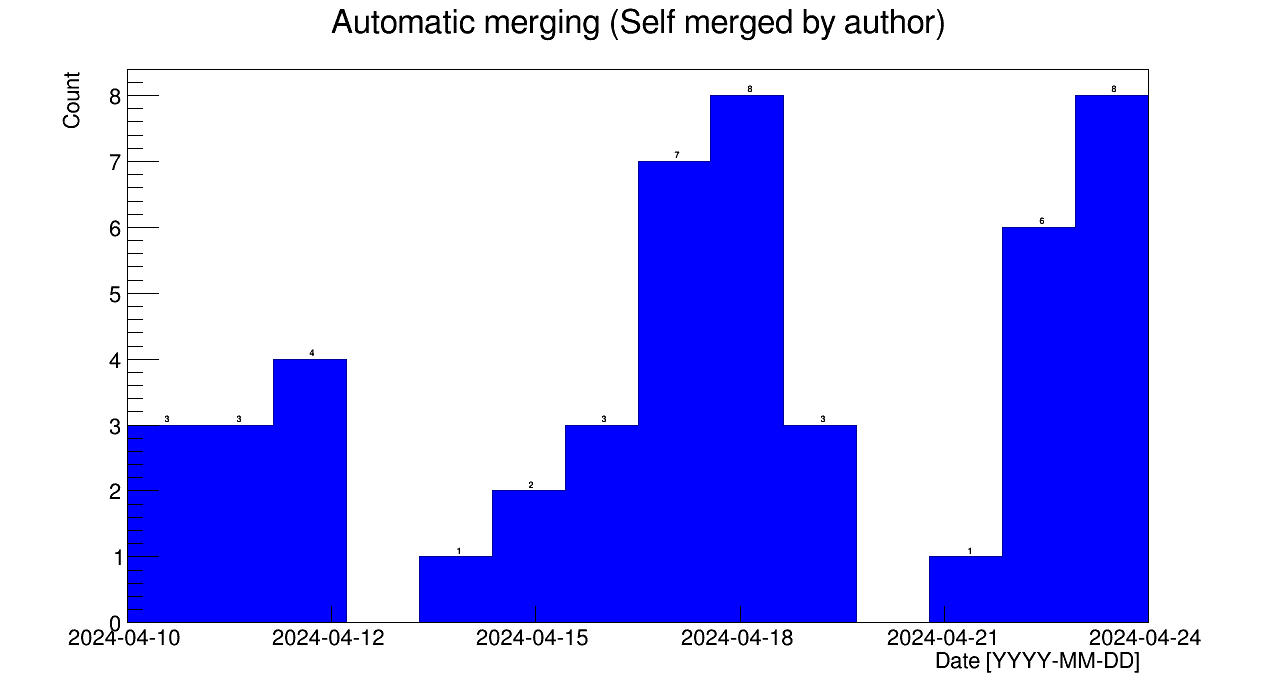 Automatic merging (Self merged by author)
Count
8
7
6
5
4
3
2
1
0
3 3 4 1 2 3 7 8 3 1 6 8
2024-04-10 2024-04-12 2024-04-15 2024-04-18 2024-04-21 2024-04-24
Date [YYYY-MM-DD]